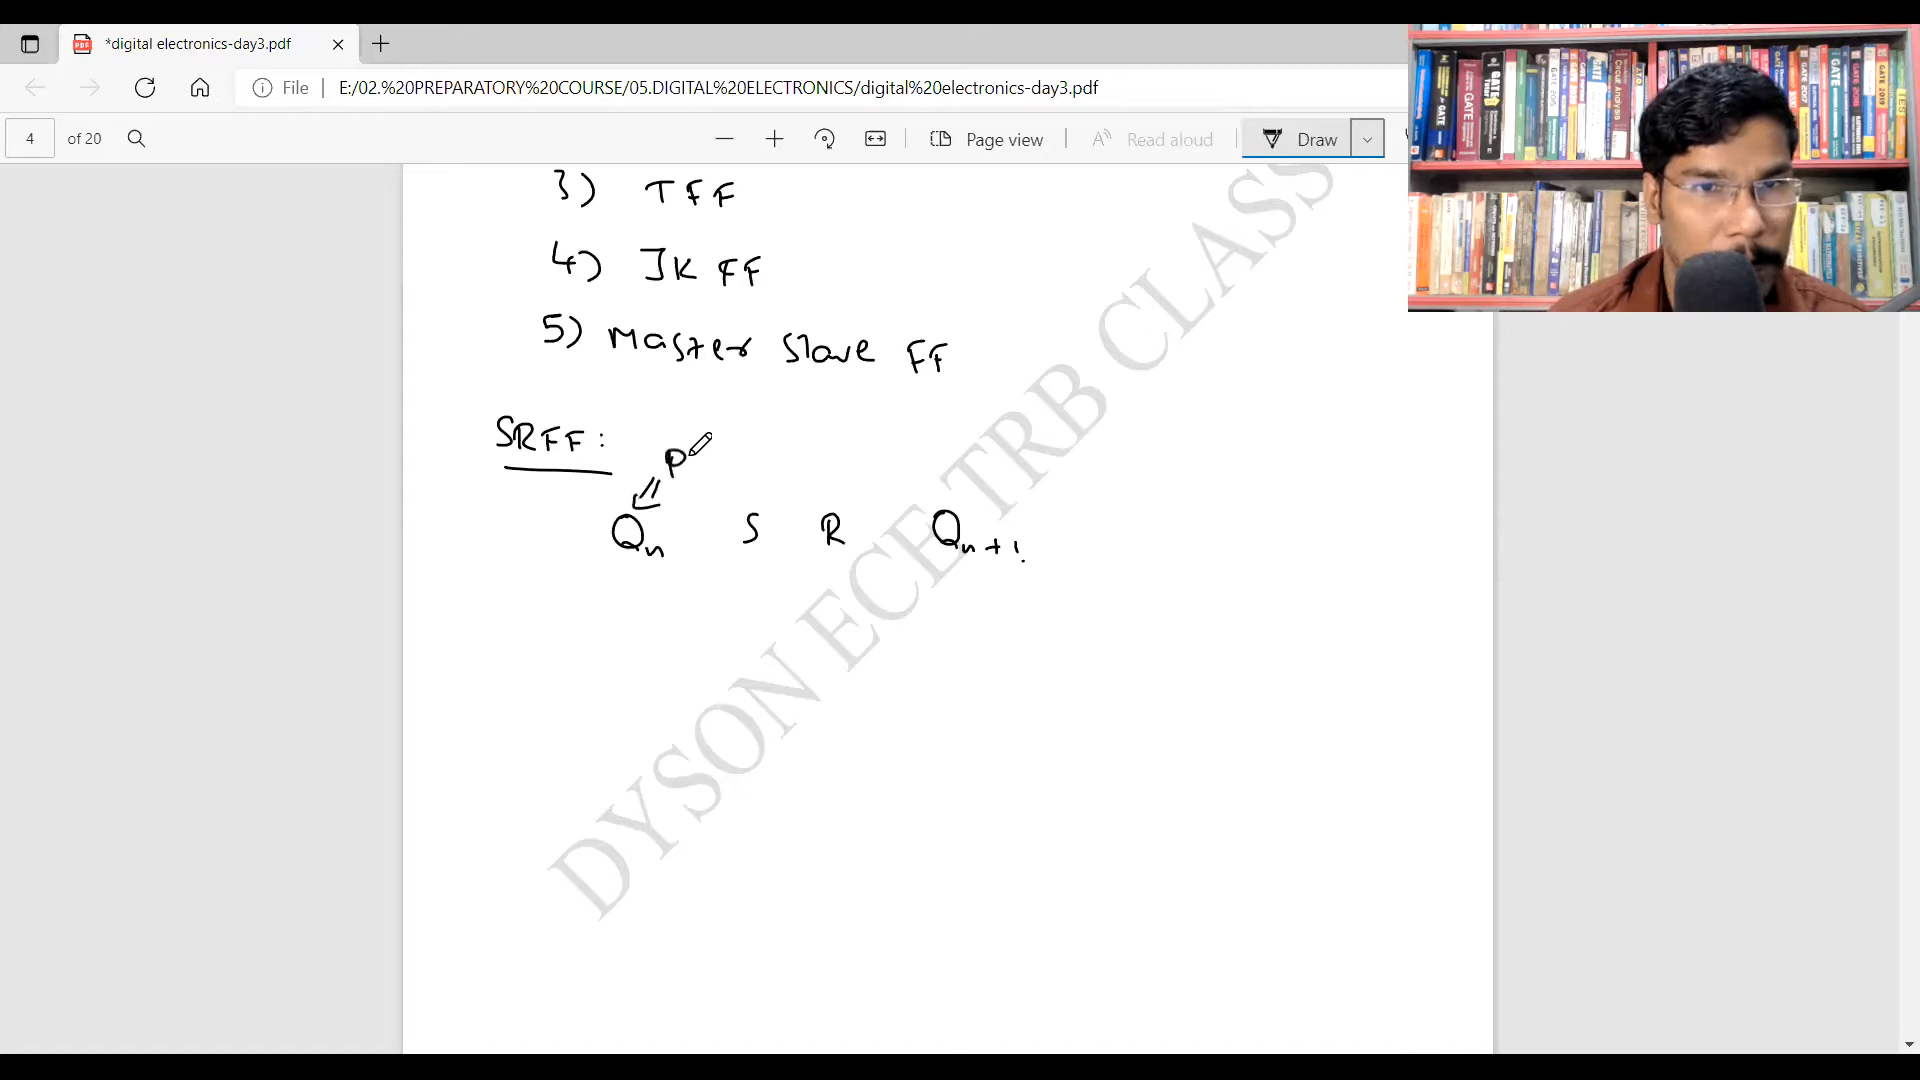 *digital electronics-day3.pdf
File E:/02.%20PREPARATORY%20COURSE/05.DIGITAL%20ELECTRONICS/digital%20electronics-day3.pdf
4 of 20 Page view Read aloud Draw
3) T FF
4) JK FF
5) Master Slave FF
SRFF:
P
Qn S R Qn+1
DYSON ECE TRB CLASS